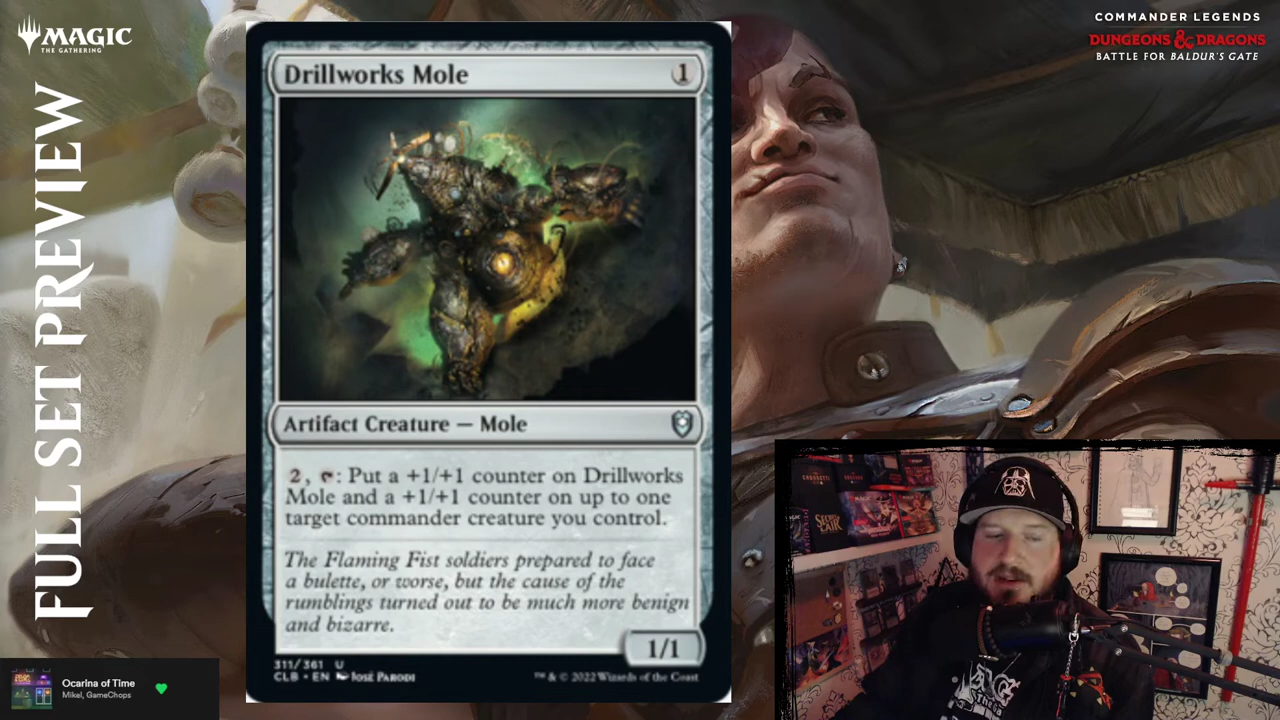 MAGIC
THE GATHERING
FULL SET PREVIEW
COMMANDER LEGENDS
DUNGEONS & DRAGONS
BATTLE FOR BALDUR'S GATE
Drillworks Mole 1
Artifact Creature — Mole
2, T: Put a +1/+1 counter on Drillworks
Mole and a +1/+1 counter on up to one
target commander creature you control.
The Flaming Fist soldiers prepared to face
a bulette, or worse, but the cause of the
rumblings turned out to be much more benign
and bizarre.
1/1
311/361 U
CLB • EN José Parodi
™ & © 2022 Wizards of the Coast
Ocarina of Time
Mikel, GameChops
SECRET
LAIR